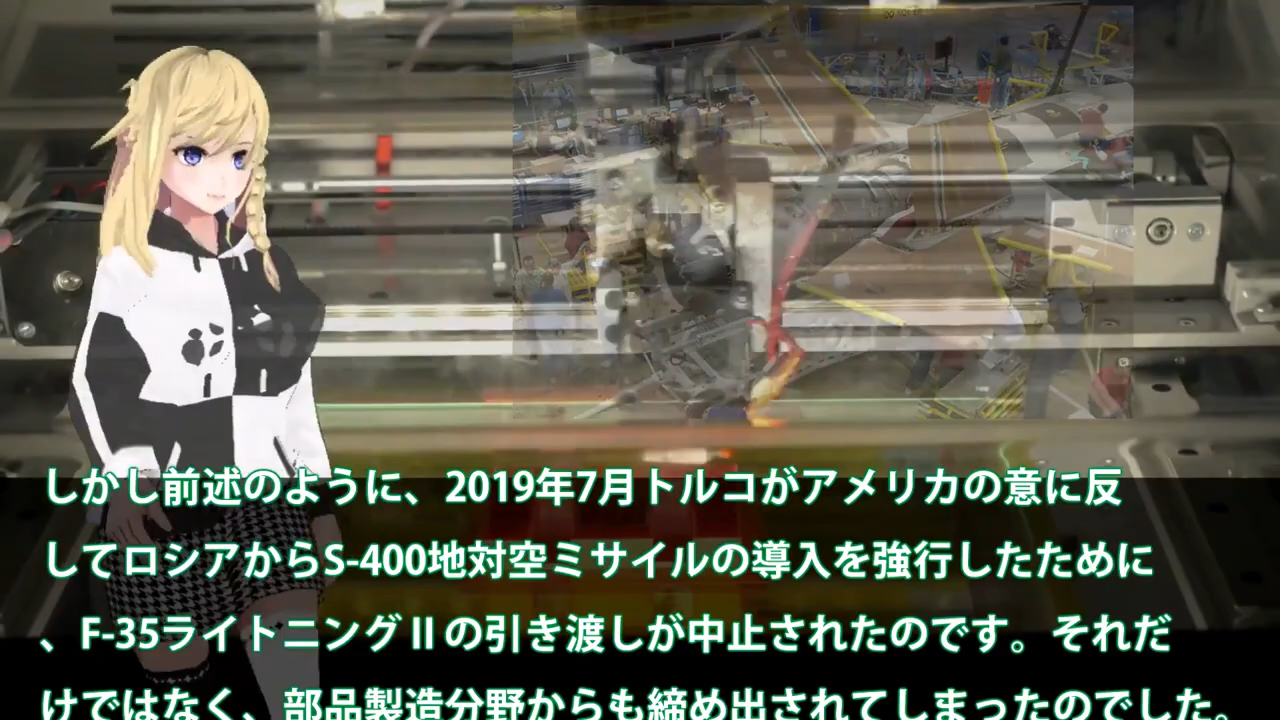 しかし前述のように、2019年7月トルコがアメリカの意に反
してロシアからS-400地対空ミサイルの導入を強行したために
、F-35ライトニングⅡの引き渡しが中止されたのです。それだ
けではなく、部品製造分野からも締め出されてしまったのでした。